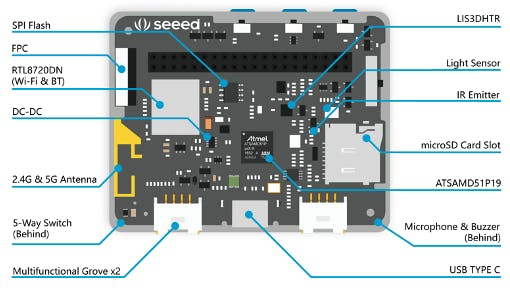 seeed
SPI Flash
FPC
RTL8720DN
(Wi-Fi & BT)
DC-DC
2.4G & 5G Antenna
5-Way Switch
(Behind)
Multifunctional Grove x2
Atmel
LIS3DHTR
Light Sensor
IR Emitter
microSD Card Slot
ATSAMD51P19
Microphone & Buzzer
(Behind)
USB TYPE C